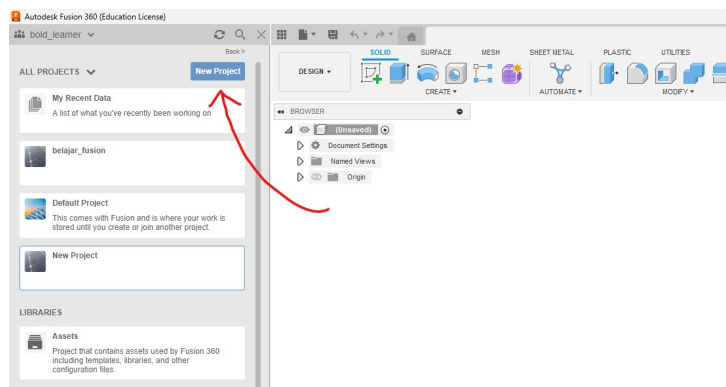 Autodesk Fusion 360 (Education License)
bold_learner
Back >
ALL PROJECTS
New Project
My Recent Data
A list of what you've recently been working on
belajar_fusion
Default Project
This comes with Fusion and is where your work is
stored until you create or join another project.
New Project
LIBRARIES
Assets
Project that contains assets used by Fusion 360
including templates, libraries, and other
configuration files.
SOLID SURFACE MESH SHEET METAL PLASTIC UTILITIES
DESIGN
CREATE AUTOMATE MODIFY
BROWSER
(Unsaved)
Document Settings
Named Views
Origin